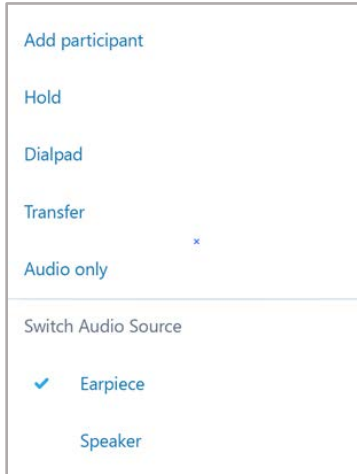 Add participant
Hold
Dialpad
Transfer
Audio only
Switch Audio Source
Earpiece
Speaker